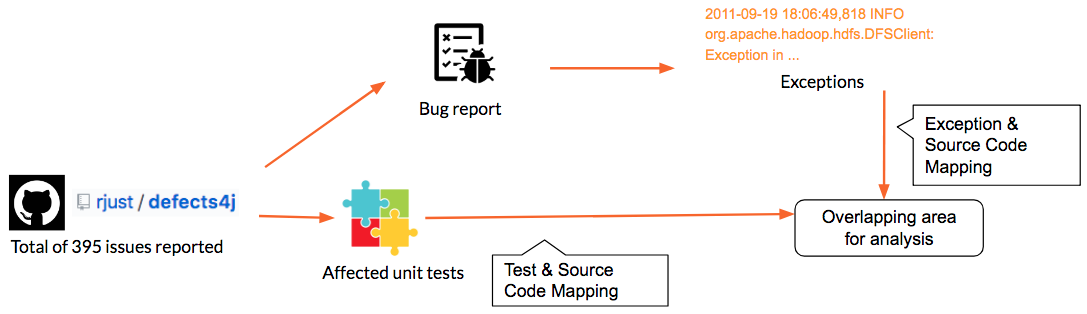 2011-09-19 18:06:49,818 INFO
org.apache.hadoop.hdfs.DFSClient:
Exception in ...
Exceptions
Bug report
Exception &
Source Code
Mapping
rjust / defects4j
Total of 395 issues reported
Affected unit tests
Test & Source
Code Mapping
Overlapping area
for analysis